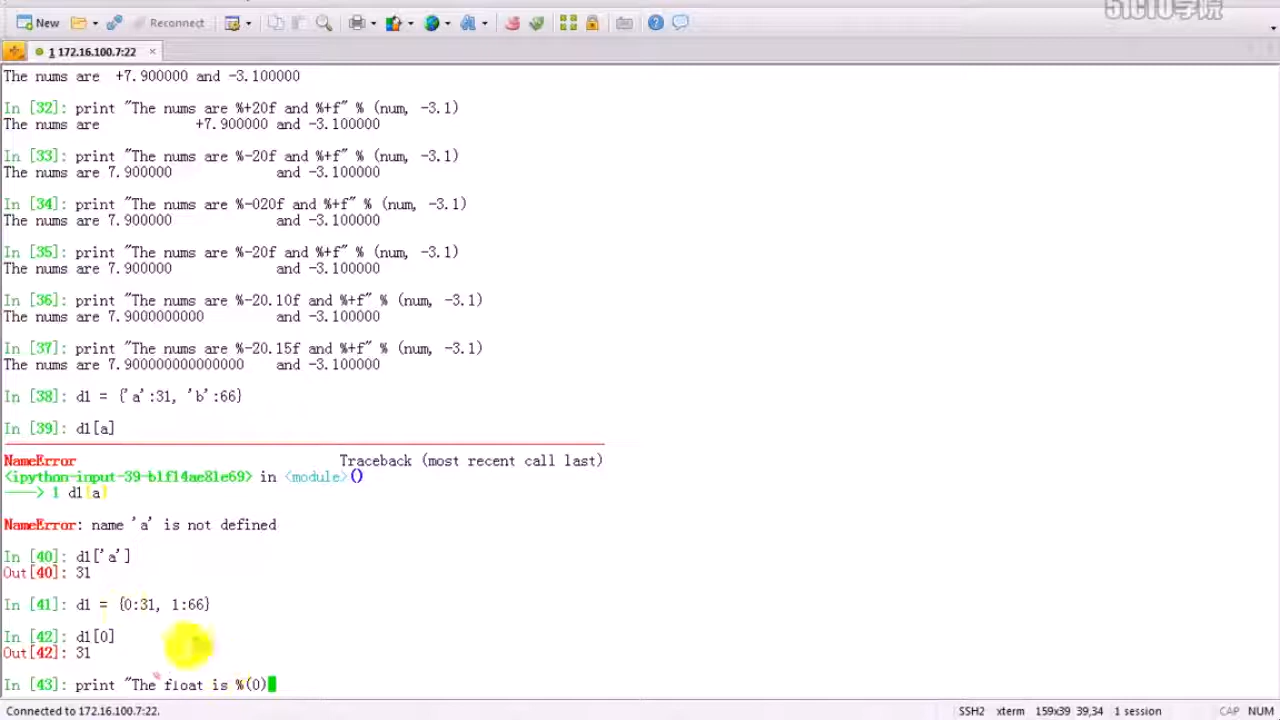 51CTO学院
New
Reconnect
1 172.16.100.7:22
The nums are  +7.900000 and -3.100000
In [32]: print "The nums are %+20f and %+f" % (num, -3.1)
The nums are            +7.900000 and -3.100000
In [33]: print "The nums are %-20f and %+f" % (num, -3.1)
The nums are 7.900000             and -3.100000
In [34]: print "The nums are %-020f and %+f" % (num, -3.1)
The nums are 7.900000             and -3.100000
In [35]: print "The nums are %-20f and %+f" % (num, -3.1)
The nums are 7.900000             and -3.100000
In [36]: print "The nums are %-20.10f and %+f" % (num, -3.1)
The nums are 7.9000000000         and -3.100000
In [37]: print "The nums are %-20.15f and %+f" % (num, -3.1)
The nums are 7.900000000000000    and -3.100000
In [38]: d1 = {'a':31, 'b':66}
In [39]: d1[a]
NameError                                 Traceback (most recent call last)
<ipython-input-39-b1f14ae81e69> in <module>()
----> 1 d1[a]
NameError: name 'a' is not defined
In [40]: d1['a']
Out[40]: 31
In [41]: d1 = {0:31, 1:66}
In [42]: d1[0]
Out[42]: 31
In [43]: print "The float is %(0)
Connected to 172.16.100.7:22.
SSH2 xterm 159x39 39,34 1 session CAP NUM